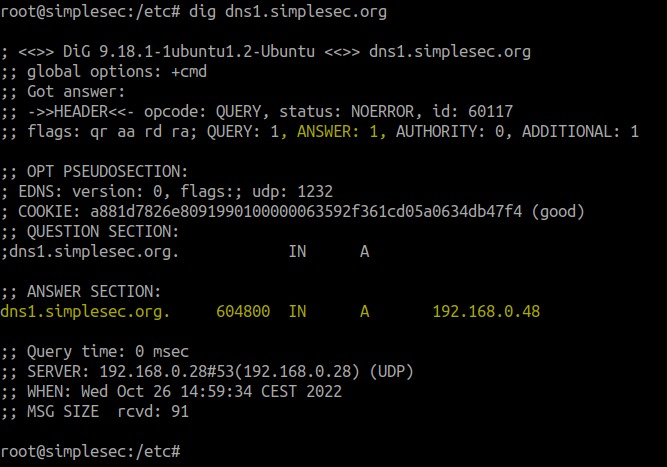 root@simplesec:/etc# dig dns1.simplesec.org
; <<>> DiG 9.18.1-1ubuntu1.2-Ubuntu <<>> dns1.simplesec.org
;; global options: +cmd
;; Got answer:
;; ->>HEADER<<- opcode: QUERY, status: NOERROR, id: 60117
;; flags: qr aa rd ra; QUERY: 1, ANSWER: 1, AUTHORITY: 0, ADDITIONAL: 1
;; OPT PSEUDOSECTION:
; EDNS: version: 0, flags:; udp: 1232
; COOKIE: a881d7826e8091990100000063592f361cd05a0634db47f4 (good)
;; QUESTION SECTION:
;dns1.simplesec.org. IN A
;; ANSWER SECTION:
dns1.simplesec.org. 604800 IN A 192.168.0.48
;; Query time: 0 msec
;; SERVER: 192.168.0.28#53(192.168.0.28) (UDP)
;; WHEN: Wed Oct 26 14:59:34 CEST 2022
;; MSG SIZE rcvd: 91
root@simplesec:/etc#